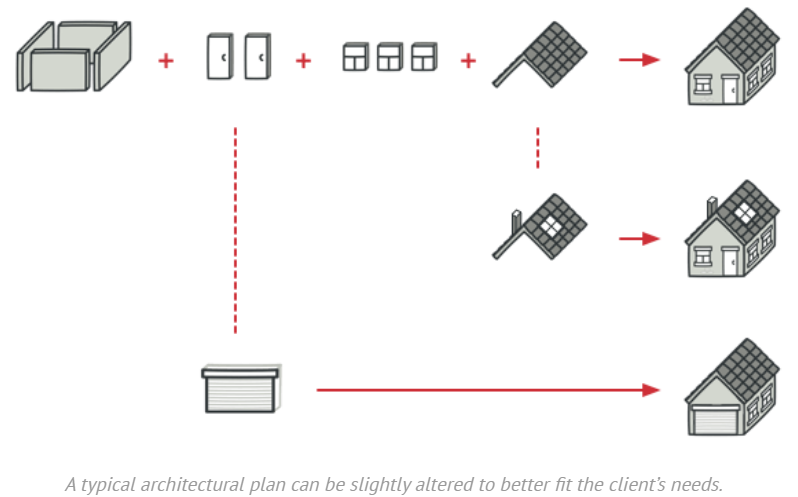 A typical architectural plan can be slightly altered to better fit the client's needs.